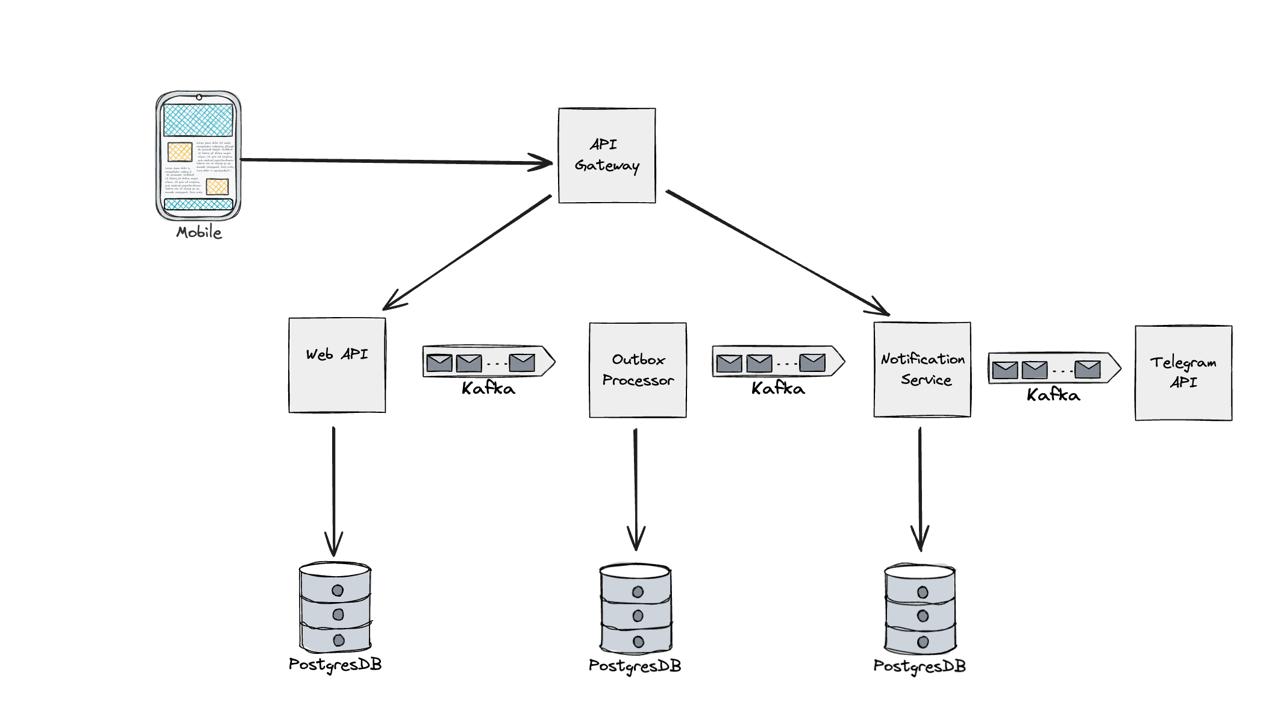 API
Gateway
Mobile
Web API
Kafka
Outbox
Processor
Kafka
Notification
Service
Kafka
Telegram
API
PostgresDB
PostgresDB
PostgresDB